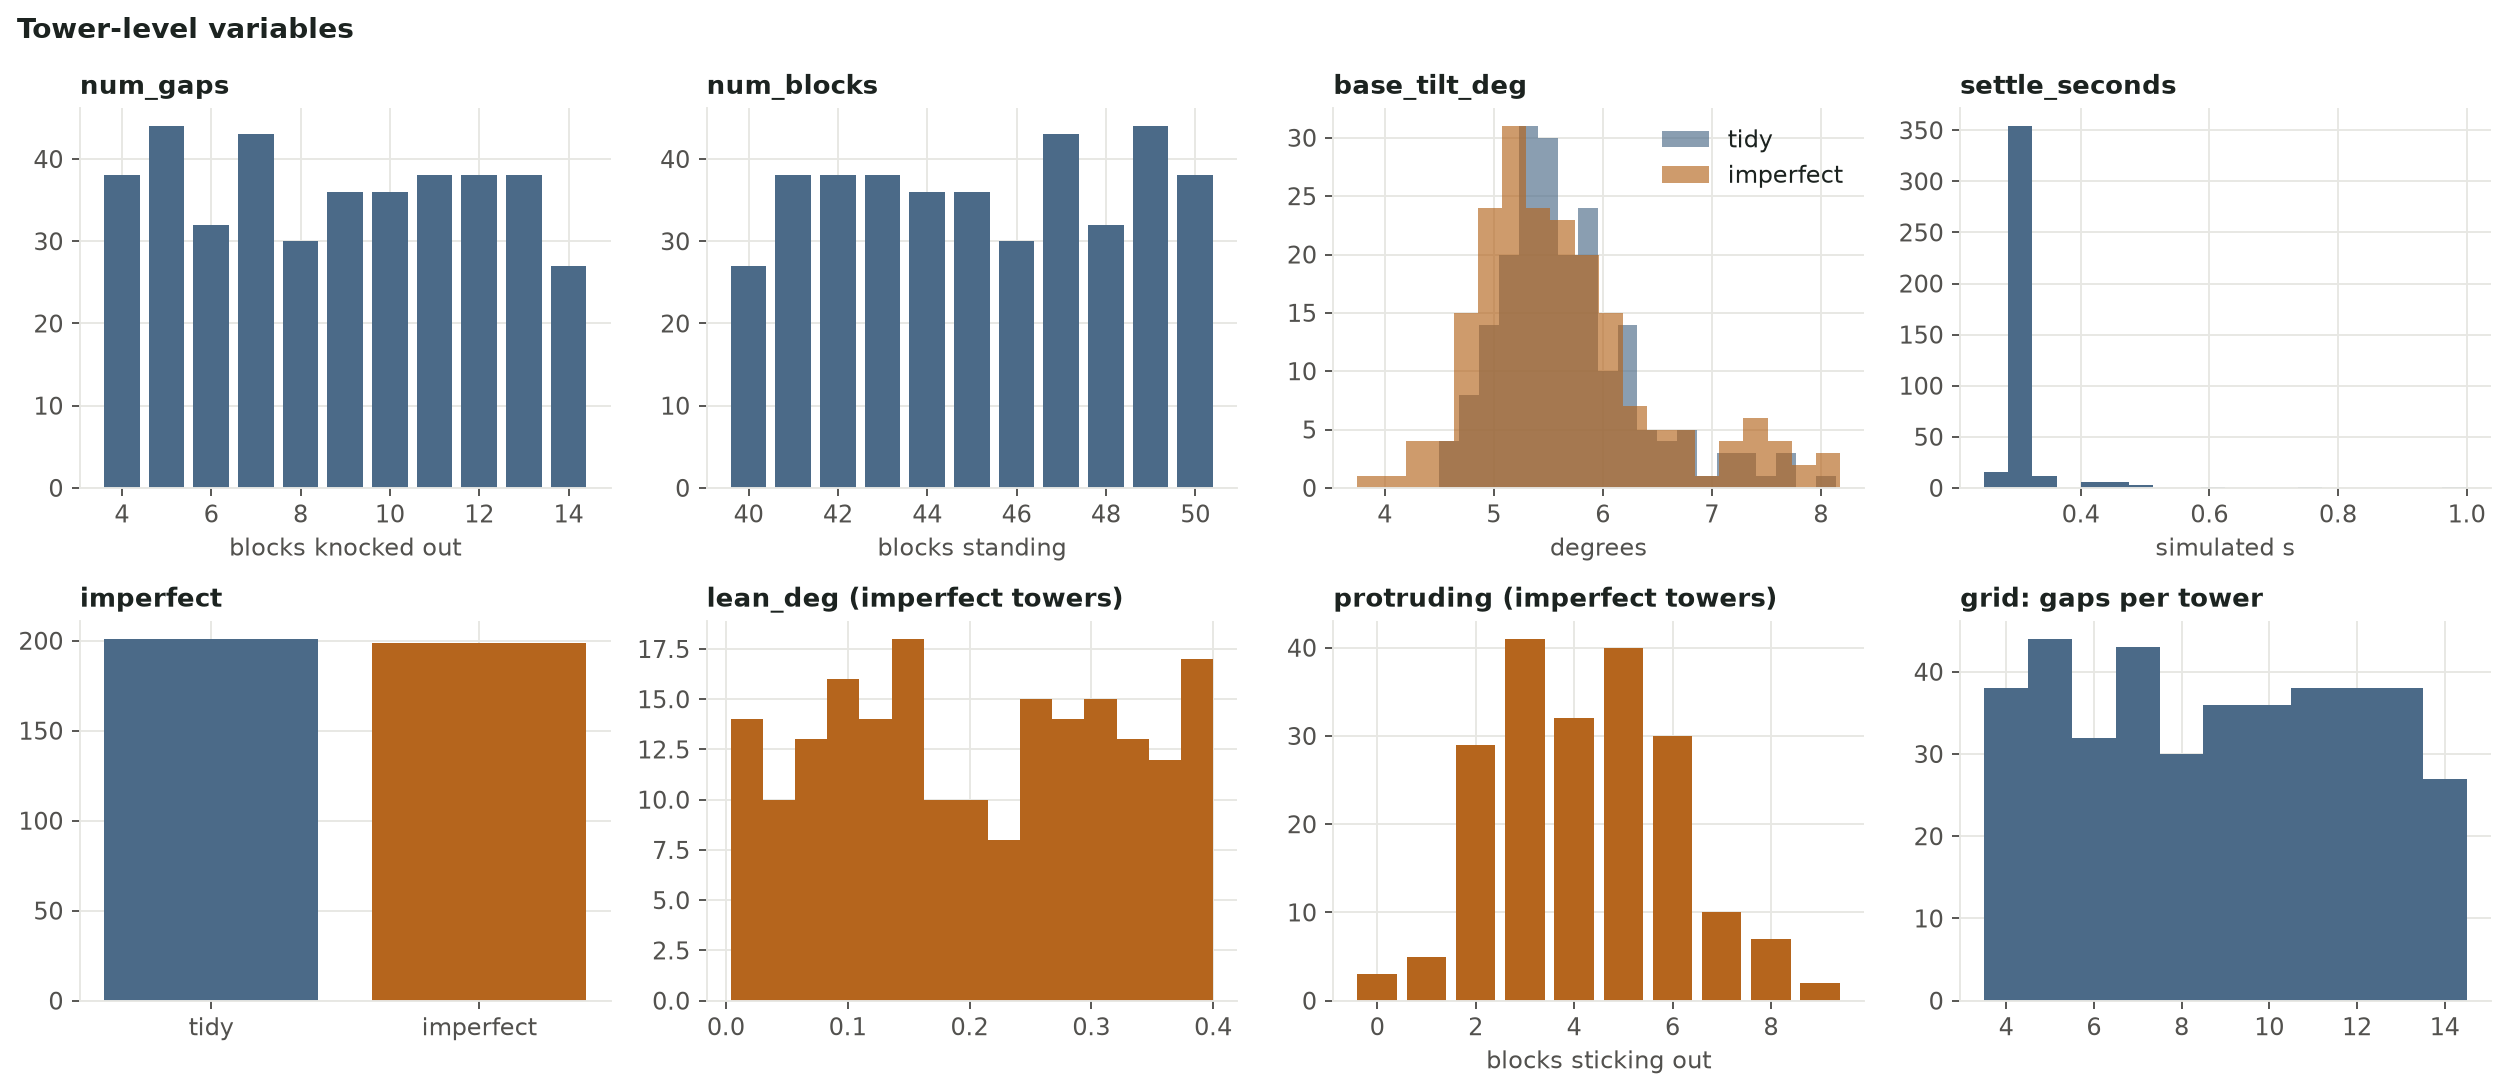 Tower-level variables
num_gaps
40
30
20
10
0
4 6 8 10 12 14
blocks knocked out
num_blocks
40
30
20
10
0
40 42 44 46 48 50
blocks standing
base_tilt_deg
tidy
imperfect
30
25
20
15
10
5
0
4 5 6 7 8
degrees
settle_seconds
350
300
250
200
150
100
50
0
0.4 0.6 0.8 1.0
simulated s
imperfect
200
150
100
50
0
tidy imperfect
lean_deg (imperfect towers)
17.5
15.0
12.5
10.0
7.5
5.0
2.5
0.0
0.0 0.1 0.2 0.3 0.4
protruding (imperfect towers)
40
30
20
10
0
0 2 4 6 8
blocks sticking out
grid: gaps per tower
40
30
20
10
0
4 6 8 10 12 14